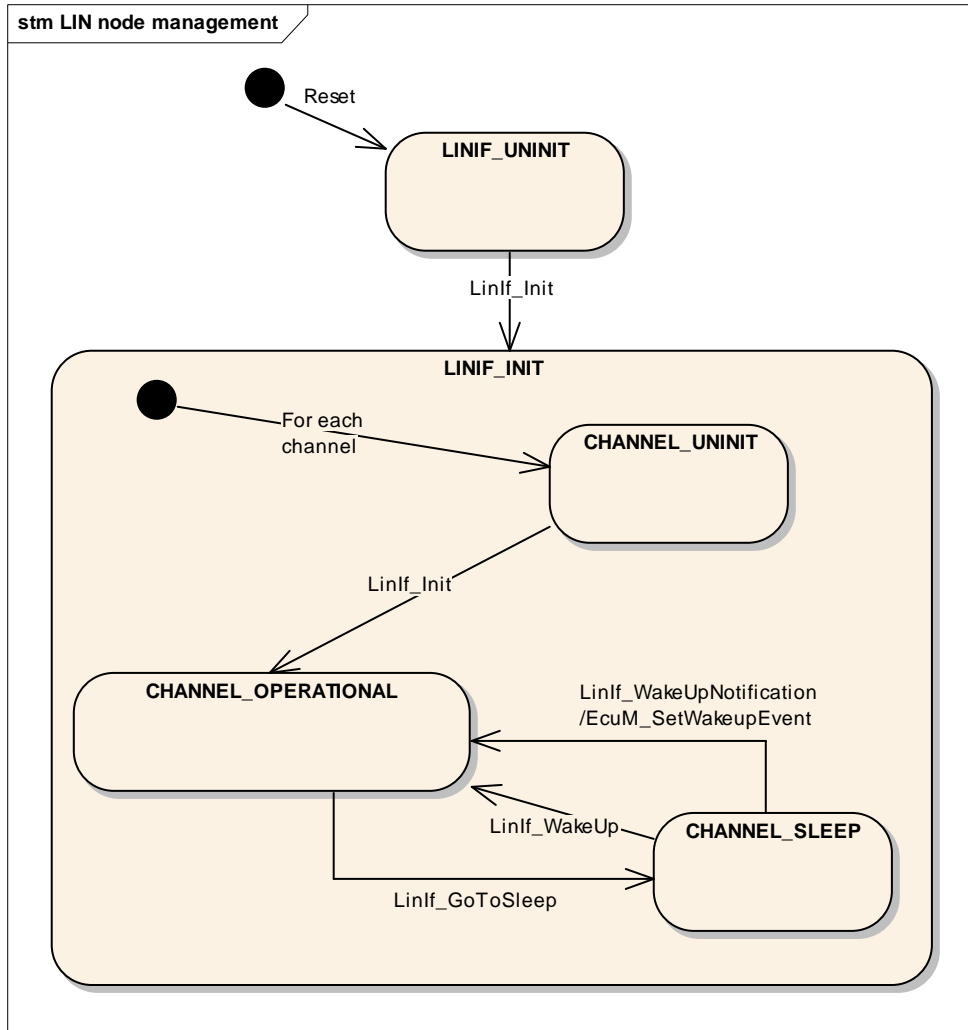 stm LIN node management
Reset
LINIF_UNINIT
LinIf_Init
LINIF_INIT
For each
channel
CHANNEL_UNINIT
LinIf_Init
CHANNEL_OPERATIONAL
LinIf_WakeUpNotification
/EcuM_SetWakeupEvent
LinIf_WakeUp
CHANNEL_SLEEP
LinIf_GoToSleep